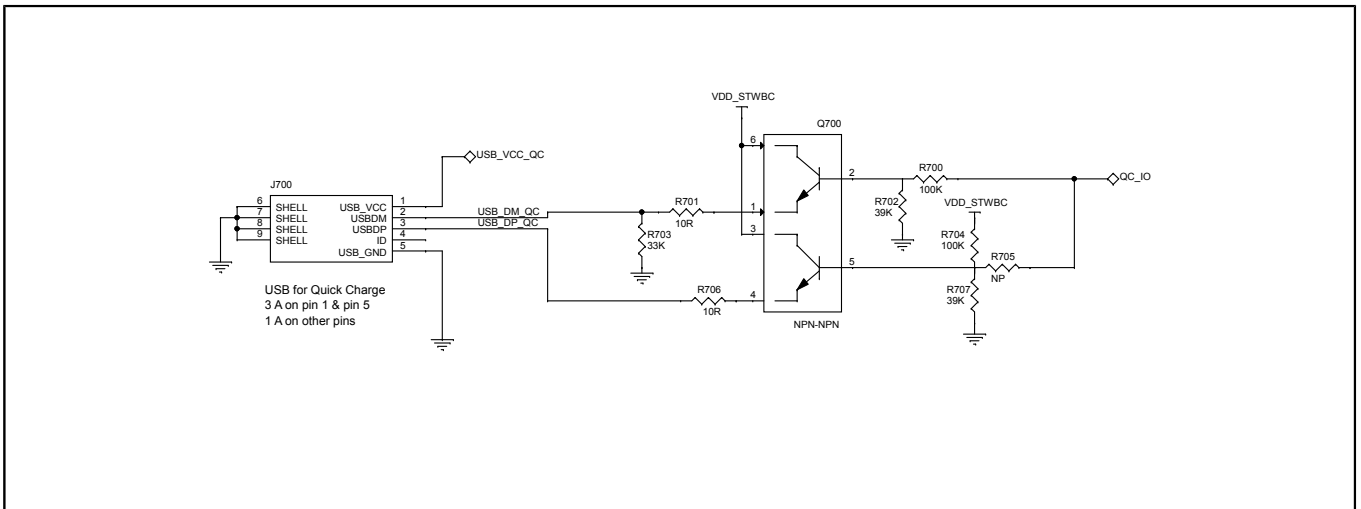 VDD_STWBC
Q700
USB_VCC_QC
QC_IO
J700
6 SHELL USB_VCC 1
7 SHELL USBDM 2
8 SHELL USBDP 3
9 SHELL ID 4
USB_GND 5
USB_DM_QC
USB_DP_QC
R701
10R
R703
33K
R706
10R
6
1
3
4
2
5
NPN-NPN
R700
100K
R702
39K
VDD_STWBC
R704
100K
R705
NP
R707
39K
USB for Quick Charge
3 A on pin 1 & pin 5
1 A on other pins